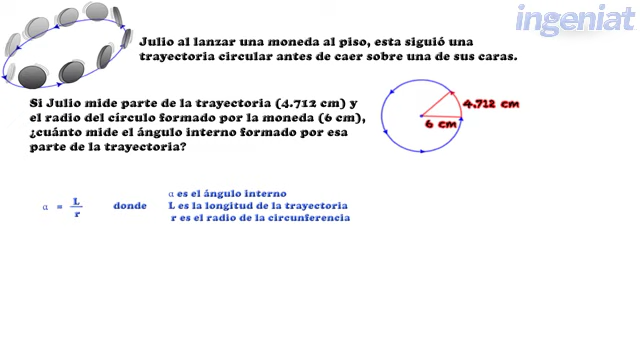 ingeniat
Julio al lanzar una moneda al piso, esta siguió una
trayectoria circular antes de caer sobre una de sus caras.
Si Julio mide parte de la trayectoria (4.712 cm) y
el radio del círculo formado por la moneda (6 cm),
¿cuánto mide el ángulo interno formado por esa
parte de la trayectoria?
4.712 cm
6 cm
α = L / r donde
α es el ángulo interno
L es la longitud de la trayectoria
r es el radio de la circunferencia